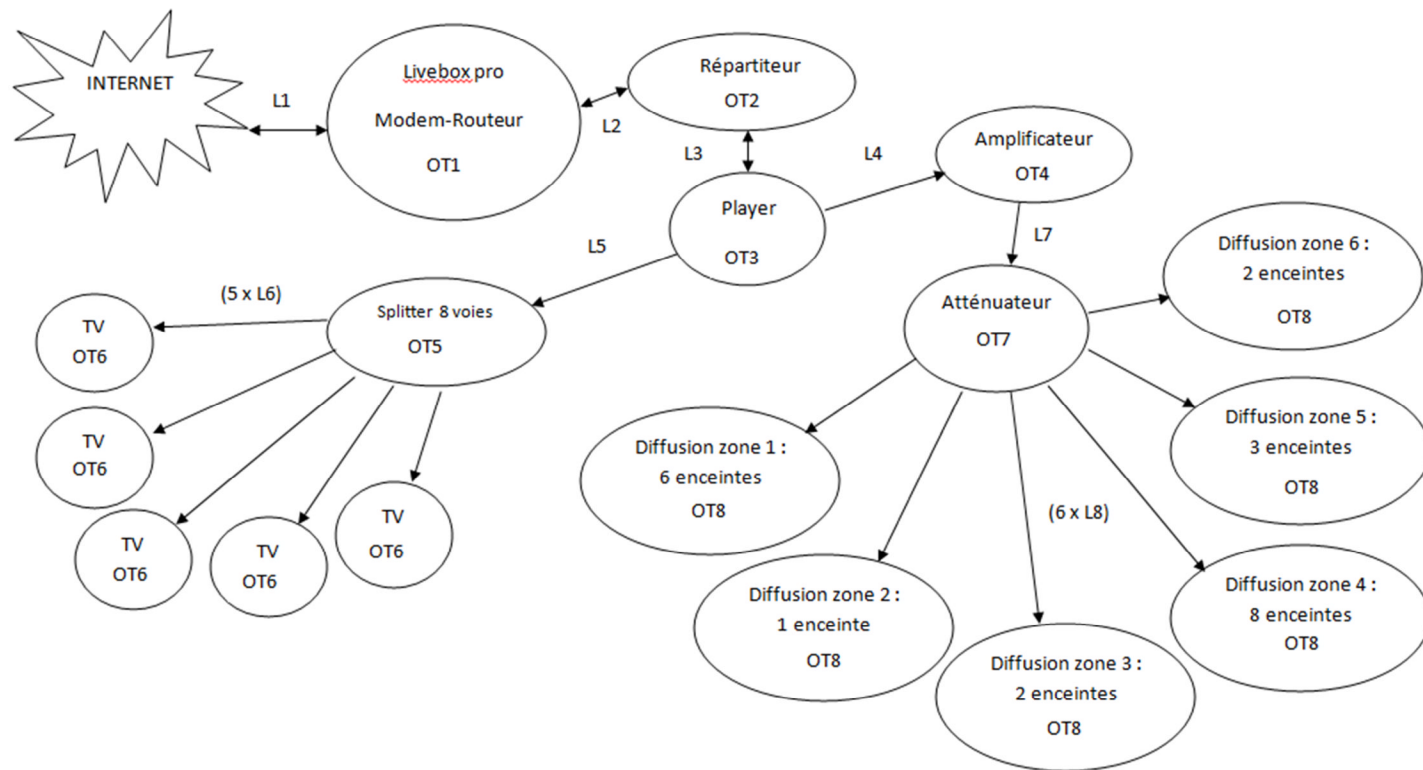 INTERNET
L1
Livebox pro
Modem-Routeur
OT1
L2
Répartiteur
OT2
L3
L4
Amplificateur
OT4
Player
OT3
L5
L7
Diffusion zone 6 :
2 enceintes
OT8
(5 x L6)
Splitter 8 voies
OT5
Atténuateur
OT7
TV
OT6
TV
OT6
TV
OT6
TV
OT6
TV
OT6
Diffusion zone 1 :
6 enceintes
OT8
Diffusion zone 5 :
3 enceintes
OT8
(6 x L8)
Diffusion zone 2 :
1 enceinte
OT8
Diffusion zone 3 :
2 enceintes
OT8
Diffusion zone 4 :
8 enceintes
OT8